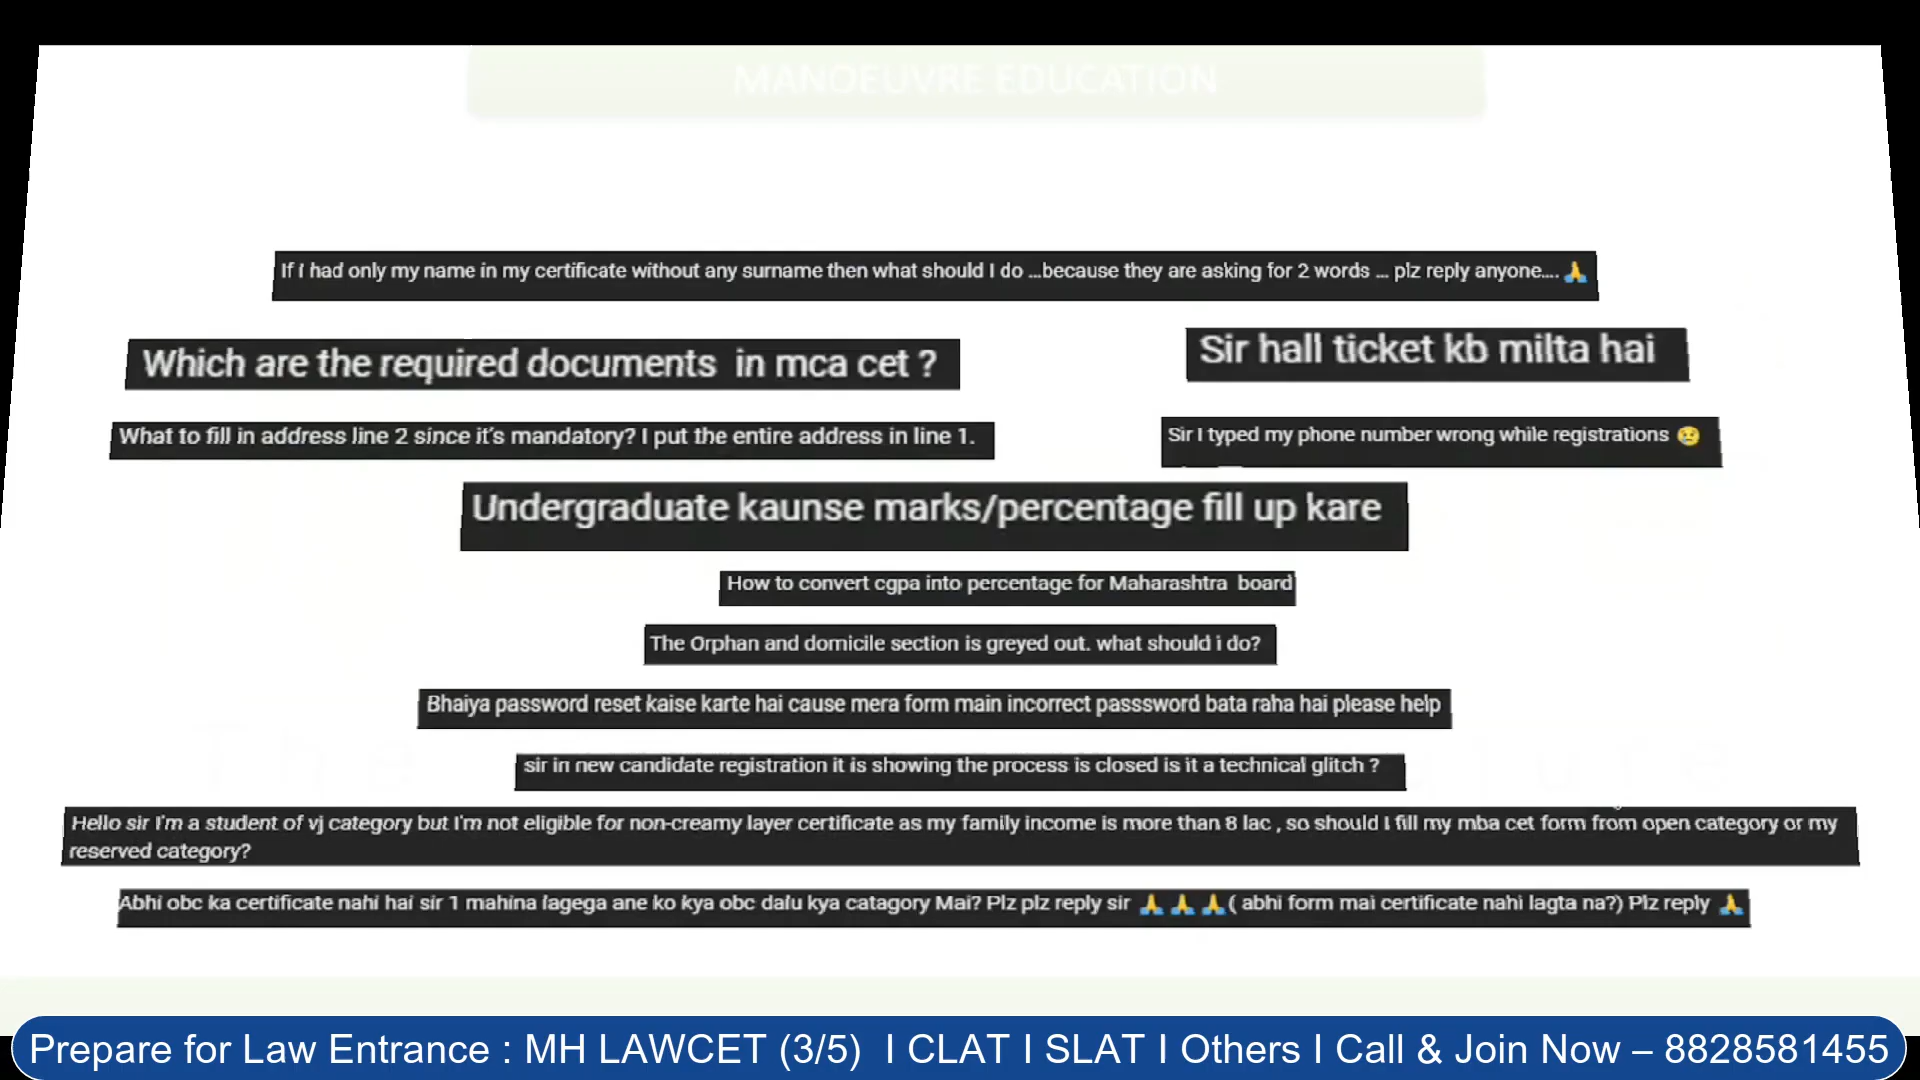 MANOEUVRE EDUCATION
If I had only my name in my certificate without any surname then what should I do ...because they are asking for 2 words ... plz reply anyone.... 🙏
Which are the required documents in mca cet ?
Sir hall ticket kb milta hai
What to fill in address line 2 since it's mandatory? I put the entire address in line 1.
Sir I typed my phone number wrong while registrations 😢
Undergraduate kaunse marks/percentage fill up kare
How to convert cgpa into percentage for Maharashtra board
The Orphan and domicile section is greyed out. what should i do?
Bhaiya password reset kaise karte hai cause mera form main incorrect passsword bata raha hai please help
sir in new candidate registration it is showing the process is closed is it a technical glitch ?
Hello sir I'm a student of vj category but I'm not eligible for non-creamy layer certificate as my family income is more than 8 lac , so should I fill my mba cet form from open category or my
reserved category?
Abhi obc ka certificate nahi hai sir 1 mahina lagega ane ko kya obc dalu kya catagory Mai? Plz plz reply sir 🙏 🙏 🙏 ( abhi form mai certificate nahi lagta na?) Plz reply 🙏
Prepare for Law Entrance : MH LAWCET (3/5) I CLAT I SLAT I Others I Call & Join Now – 8828581455